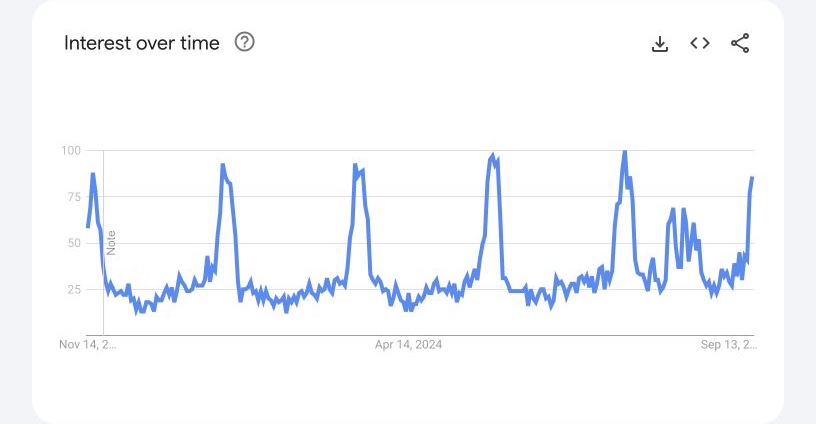 Interest over time
100
75
50
25
Note
Nov 14, 2...
Apr 14, 2024
Sep 13, 2...